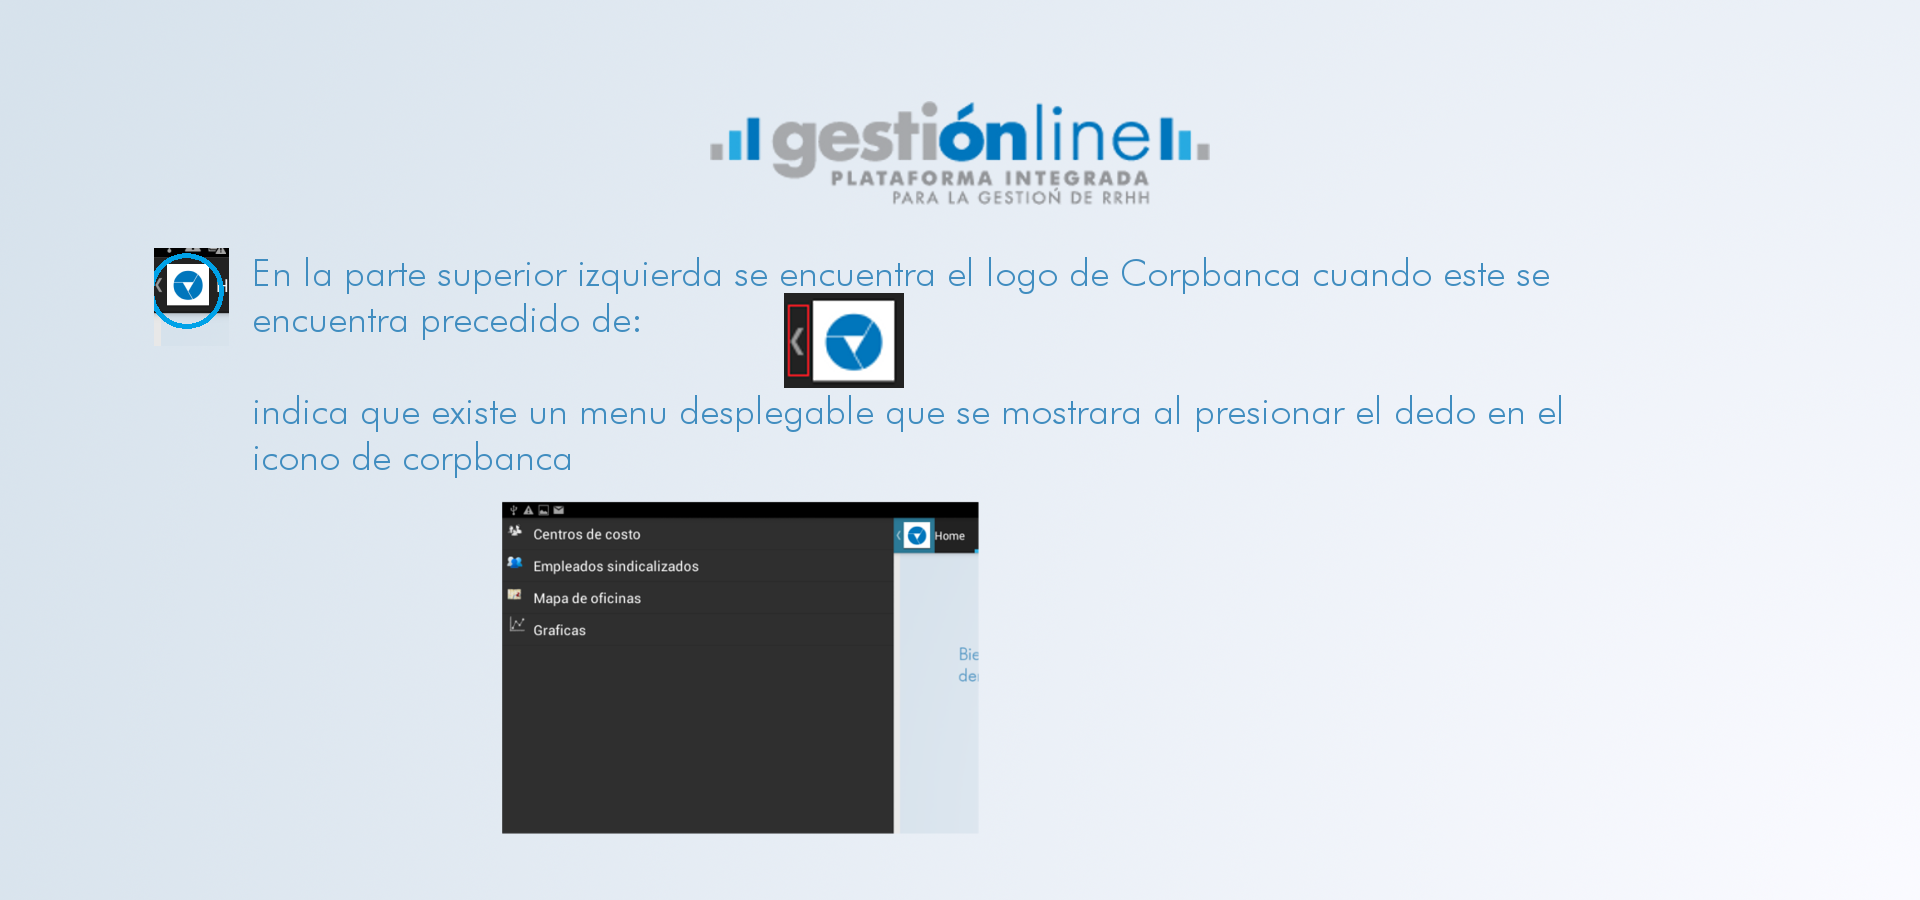 gestiónline
PLATAFORMA INTEGRADA
PARA LA GESTIOŃ DE RRHH
En la parte superior izquierda se encuentra el logo de Corpbanca cuando este se
encuentra precedido de:
indica que existe un menu desplegable que se mostrara al presionar el dedo en el
icono de corpbanca
Centros de costo
Home
Empleados sindicalizados
Mapa de oficinas
Graficas
Bie
de